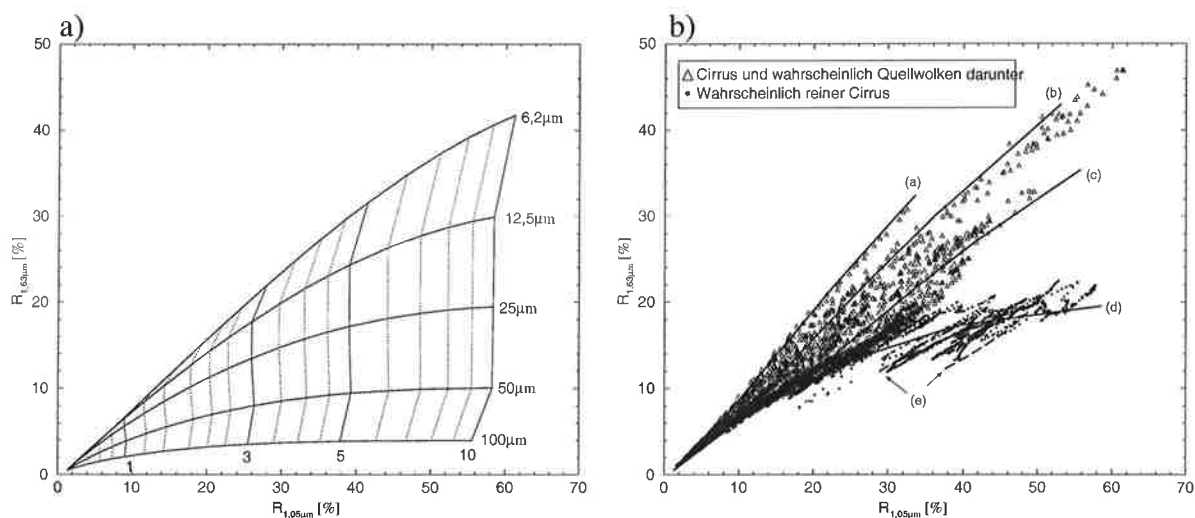 a)
50
40
30
20
10
0
R1,63µm [%]
6,2µm
12,5µm
25µm
50µm
100µm
1
3
5
10
0
10
20
30
40
50
60
70
R1,05µm [%]
b)
50
40
30
20
10
0
R1,63µm [%]
△ Cirrus und wahrscheinlich Quellwolken darunter
• Wahrscheinlich reiner Cirrus
(a)
(b)
(c)
(d)
(e)
0
10
20
30
40
50
60
70
R1,05µm [%]